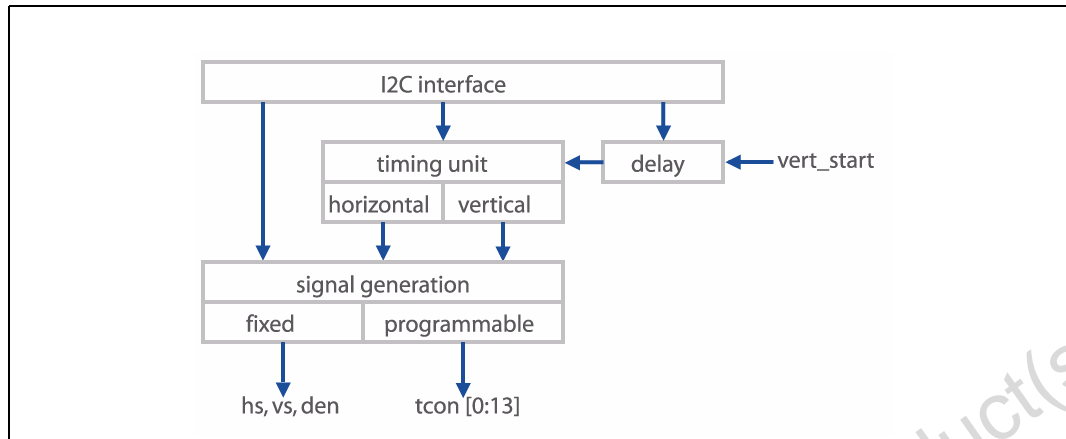 I2C interface
timing unit
delay
vert_start
horizontal
vertical
signal generation
fixed
programmable
hs, vs, den
tcon [0:13]